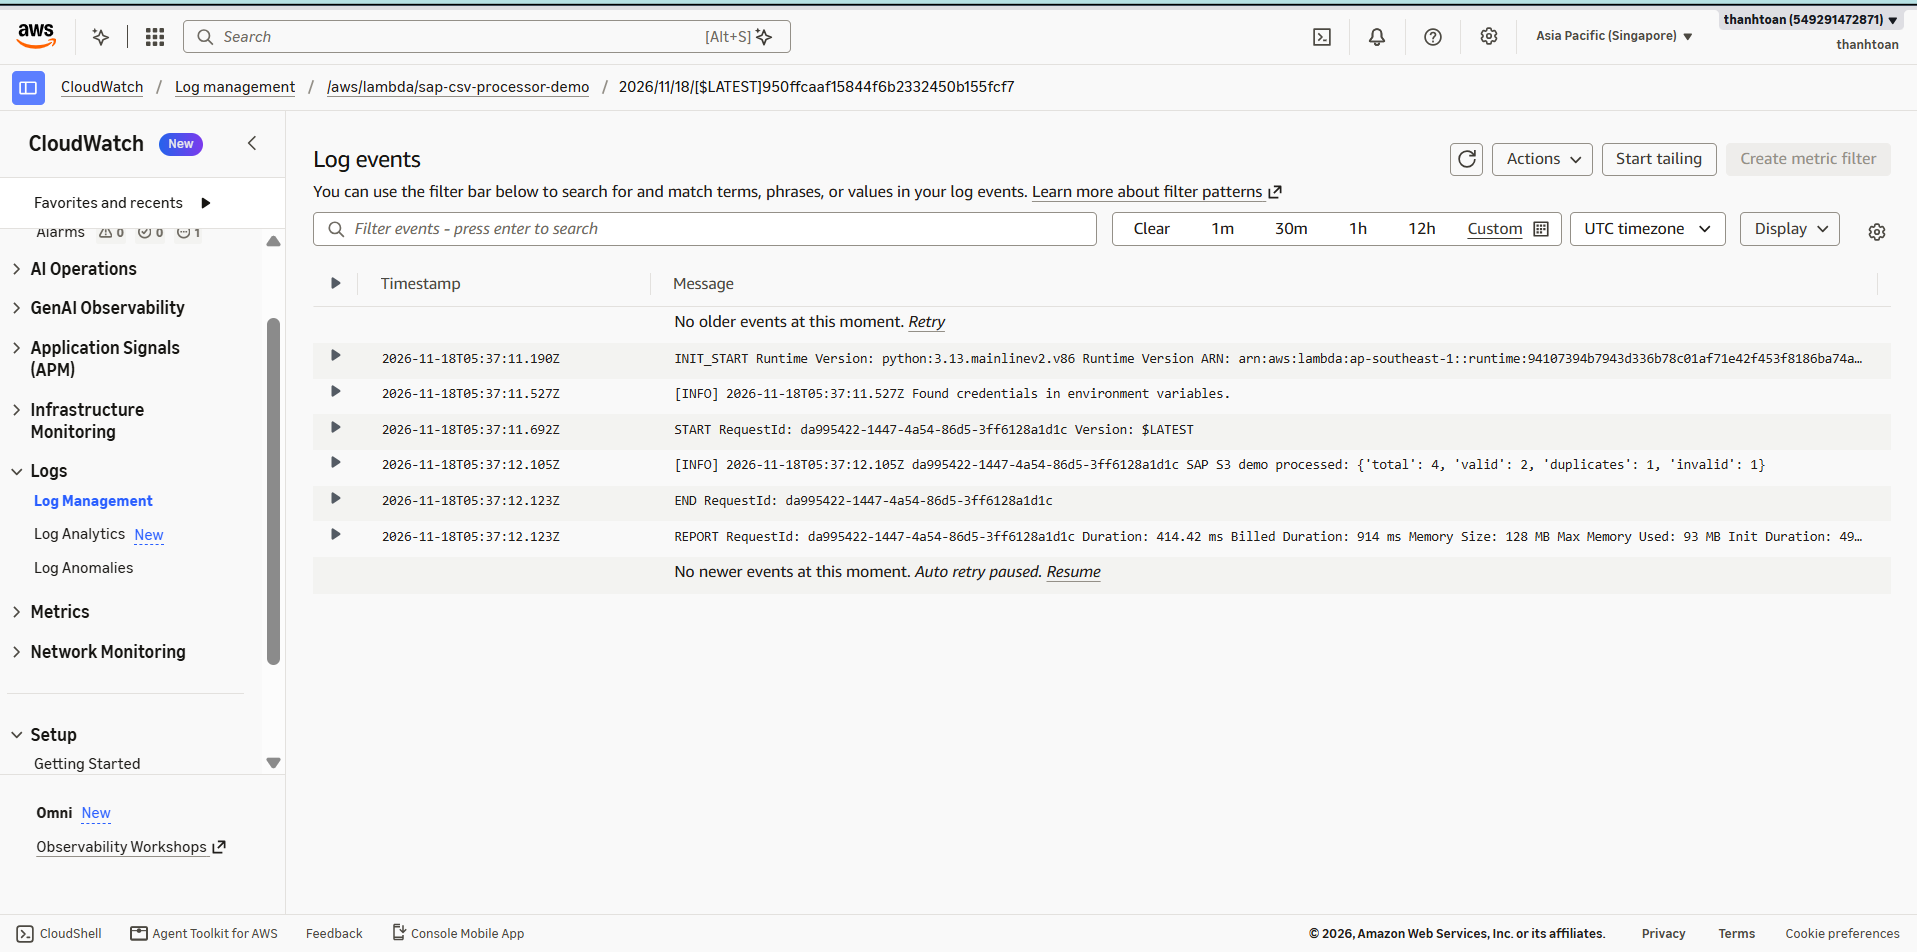 aws
Search
[Alt+S]
Asia Pacific (Singapore)
thanhtoan (549291472871)
thanhtoan
CloudWatch / Log management / /aws/lambda/sap-csv-processor-demo / 2026/11/18/[$LATEST]950ffcaaf15844f6b2332450b155fcf7
CloudWatch New
Favorites and recents
Alarms 0 0 1
AI Operations
GenAI Observability
Application Signals
(APM)
Infrastructure
Monitoring
Logs
Log Management
Log Analytics New
Log Anomalies
Metrics
Network Monitoring
Setup
Getting Started
Omni New
Observability Workshops
Log events
Actions
Start tailing
Create metric filter
You can use the filter bar below to search for and match terms, phrases, or values in your log events. Learn more about filter patterns
Filter events - press enter to search
Clear 1m 30m 1h 12h Custom
UTC timezone
Display
Timestamp Message
No older events at this moment. Retry
2026-11-18T05:37:11.190Z INIT_START Runtime Version: python:3.13.mainlinev2.v86 Runtime Version ARN: arn:aws:lambda:ap-southeast-1::runtime:94107394b7943d336b78c01af71e42f453f8186ba74a…
2026-11-18T05:37:11.527Z [INFO] 2026-11-18T05:37:11.527Z Found credentials in environment variables.
2026-11-18T05:37:11.692Z START RequestId: da995422-1447-4a54-86d5-3ff6128a1d1c Version: $LATEST
2026-11-18T05:37:12.105Z [INFO] 2026-11-18T05:37:12.105Z da995422-1447-4a54-86d5-3ff6128a1d1c SAP S3 demo processed: {'total': 4, 'valid': 2, 'duplicates': 1, 'invalid': 1}
2026-11-18T05:37:12.123Z END RequestId: da995422-1447-4a54-86d5-3ff6128a1d1c
2026-11-18T05:37:12.123Z REPORT RequestId: da995422-1447-4a54-86d5-3ff6128a1d1c Duration: 414.42 ms Billed Duration: 914 ms Memory Size: 128 MB Max Memory Used: 93 MB Init Duration: 49…
No newer events at this moment. Auto retry paused. Resume
CloudShell
Agent Toolkit for AWS
Feedback
Console Mobile App
© 2026, Amazon Web Services, Inc. or its affiliates.
Privacy
Terms
Cookie preferences